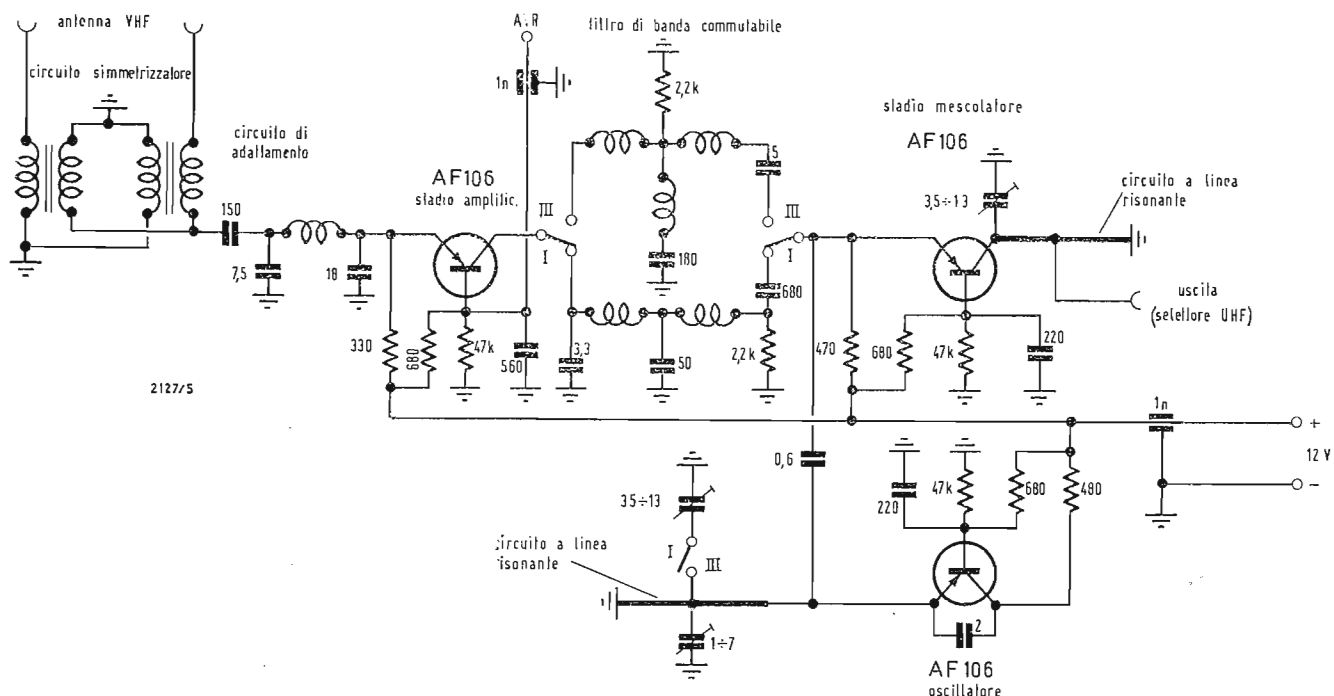 antenna VHF
circuito simmetrizzatore
circuito di
adattamento
150
7,5
18
AF106
stadio amplific.
330
680
47k
560
2127/S
AVR
1n
filtro di banda commutabile
2,2k
III
I
5
III
I
180
680
3,3
50
2,2k
stadio mescolatore
AF106
3,5÷13
circuito a linea
risonante
uscita
(selettore UHF)
470
680
47k
220
1n
+
12 V
−
0,6
220
47k
680
480
35÷13
I
III
circuito a linea
risonante
1÷7
2
AF106
oscillatore